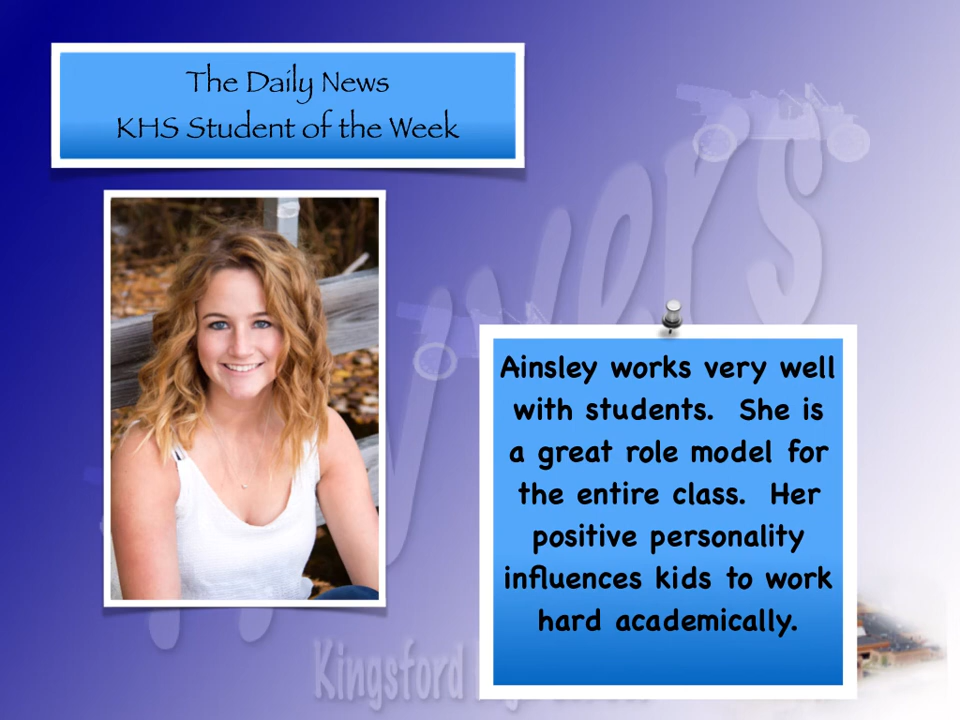 The Daily News
KHS Student of the Week
Ainsley works very well
with students.  She is
a great role model for
the entire class.  Her
positive personality
influences kids to work
hard academically.
Kingsford